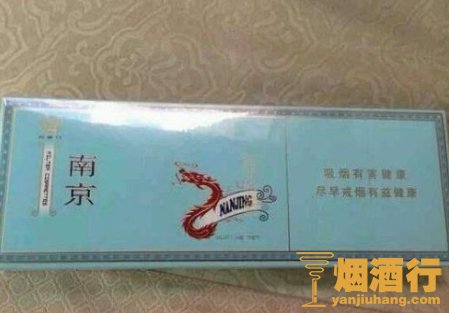 南京
NANJING
吸烟有害健康
尽早戒烟有益健康
烟酒行
yanjiuhang.com